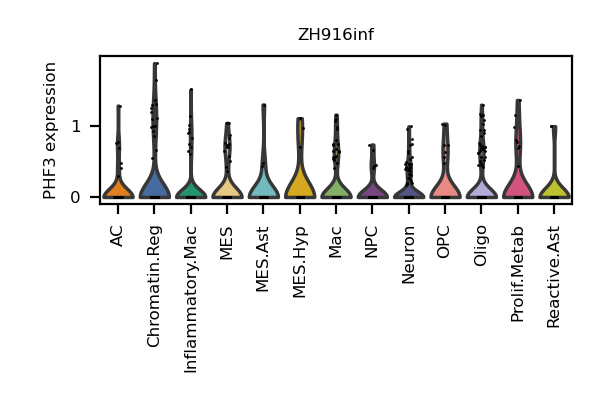 ZH916inf
PHF3 expression
1
0
AC
Chromatin.Reg
Inflammatory.Mac
MES
MES.Ast
MES.Hyp
Mac
NPC
Neuron
OPC
Oligo
Prolif.Metab
Reactive.Ast